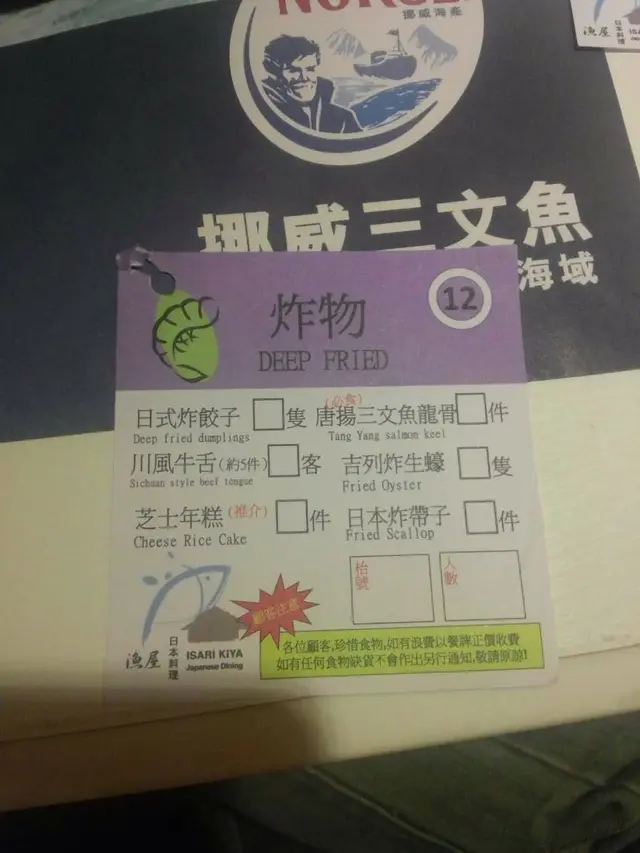 挪威海產
挪威三文魚
海域
炸物
12
DEEP FRIED
日式炸餃子 隻
Deep fried dumplings
(必食)
唐揚三文魚龍骨 件
Tang Yang salmon keel
川風牛舌(約5件) 客
Sichuan style beef tongue
吉列炸生蠔 隻
Fried Oyster
芝士年糕(推介) 件
Cheese Rice Cake
日本炸帶子 件
Fried Scallop
枱號
人數
顧客注意
各位顧客,珍惜食物,如有浪費以餐牌正價收費
如有任何食物缺貨不會作出另行通知,敬請原諒!
漁屋
日本料理
ISARI KIYA
Japanese Dining
漁屋